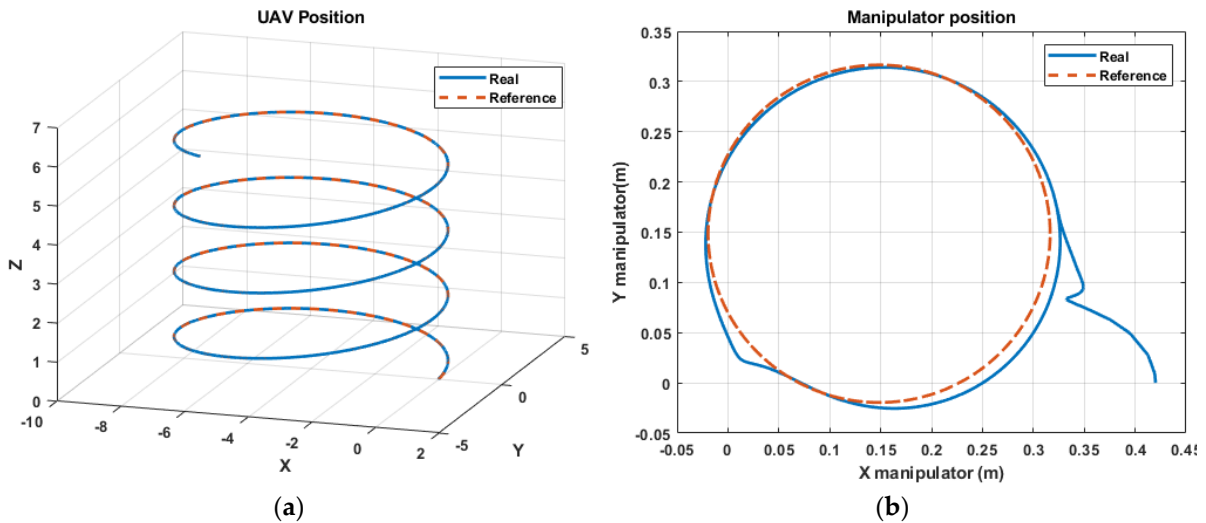 UAV Position
Real
Reference
7
6
5
4
3
2
1
0
Z
-10
-8
-6
-4
-2
0
2
X
-5
0
5
Y
(a)
Manipulator position
Real
Reference
0.35
0.3
0.25
0.2
0.15
0.1
0.05
0
-0.05
Y manipulator(m)
-0.05
0
0.05
0.1
0.15
0.2
0.25
0.3
0.35
0.4
0.45
X manipulator (m)
(b)